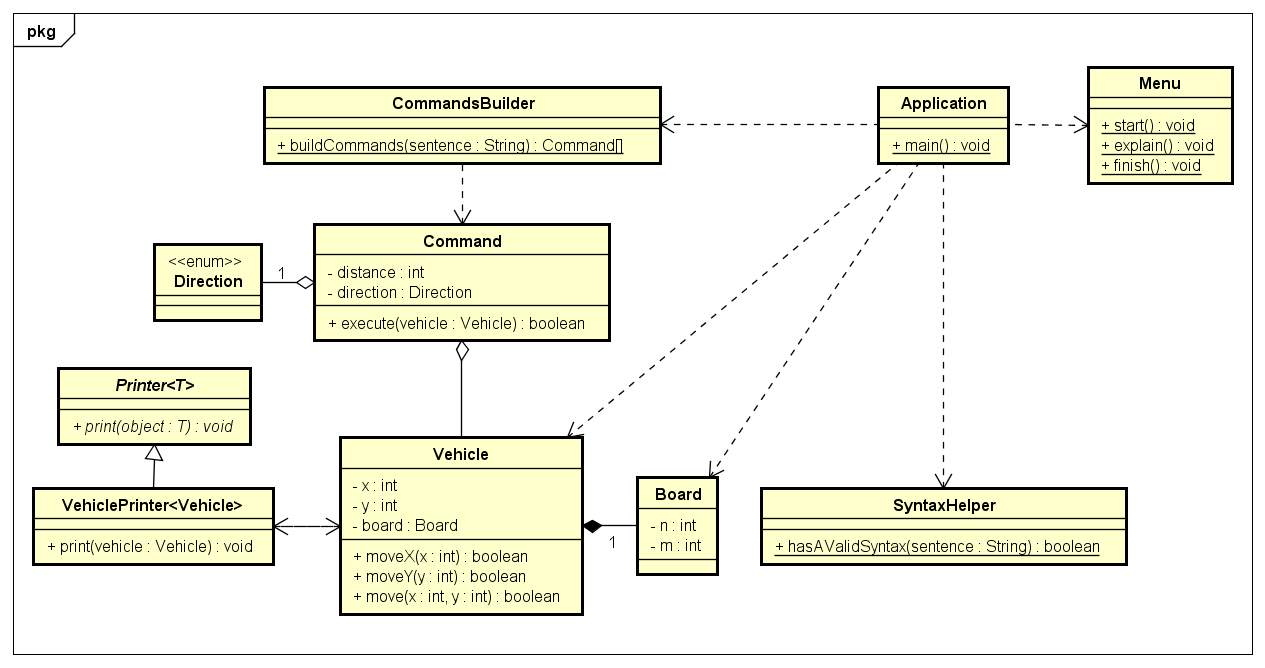 pkg
CommandsBuilder
+ buildCommands(sentence : String) : Command[]
Application
+ main() : void
Menu
+ start() : void
+ explain() : void
+ finish() : void
<<enum>>
Direction
1
Command
- distance : int
- direction : Direction
+ execute(vehicle : Vehicle) : boolean
Printer<T>
+ print(object : T) : void
VehiclePrinter<Vehicle>
+ print(vehicle : Vehicle) : void
Vehicle
- x : int
- y : int
- board : Board
+ moveX(x : int) : boolean
+ moveY(y : int) : boolean
+ move(x : int, y : int) : boolean
1
Board
- n : int
- m : int
SyntaxHelper
+ hasAValidSyntax(sentence : String) : boolean